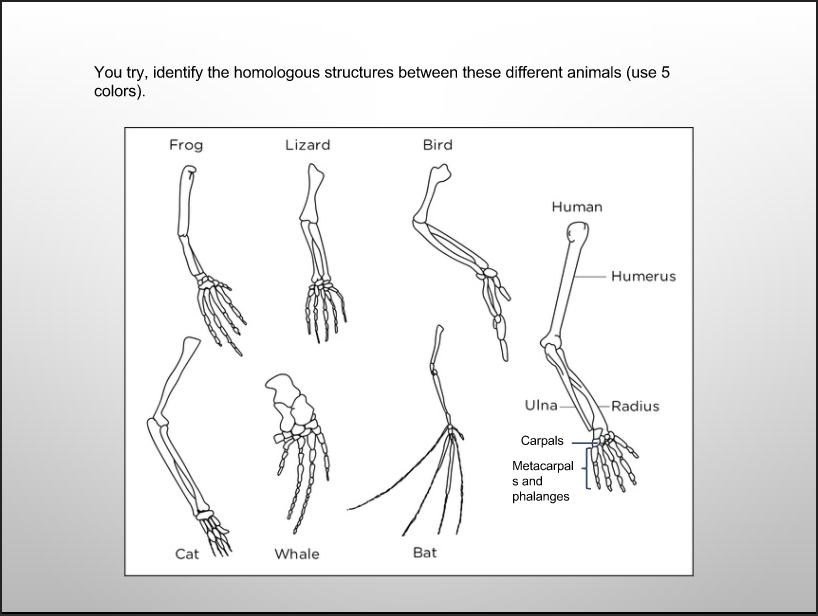 You try, identify the homologous structures between these different animals (use 5
colors).
Frog
Lizard
Bird
Human
Humerus
Ulna
Radius
Carpals
Metacarpal
s and
phalanges
Cat
Whale
Bat